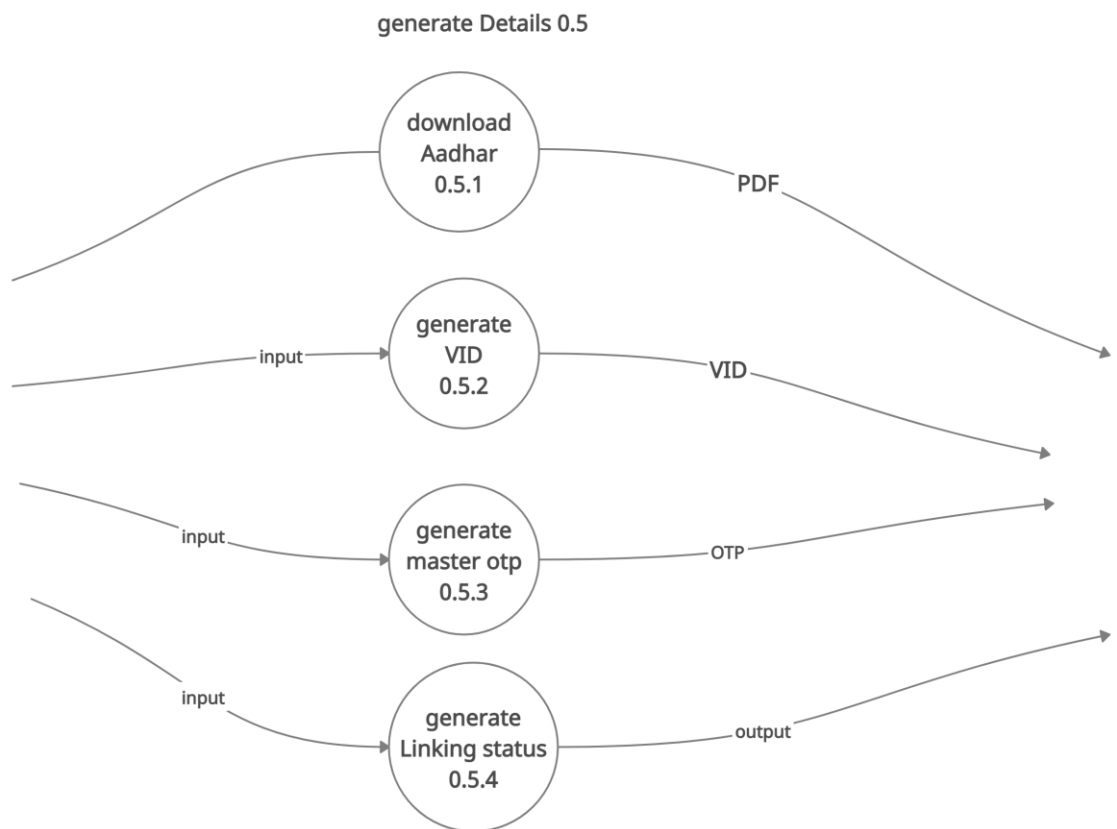 generate Details 0.5
download
Aadhar
0.5.1
PDF
input
generate
VID
0.5.2
VID
input
generate
master otp
0.5.3
OTP
input
generate
Linking status
0.5.4
output